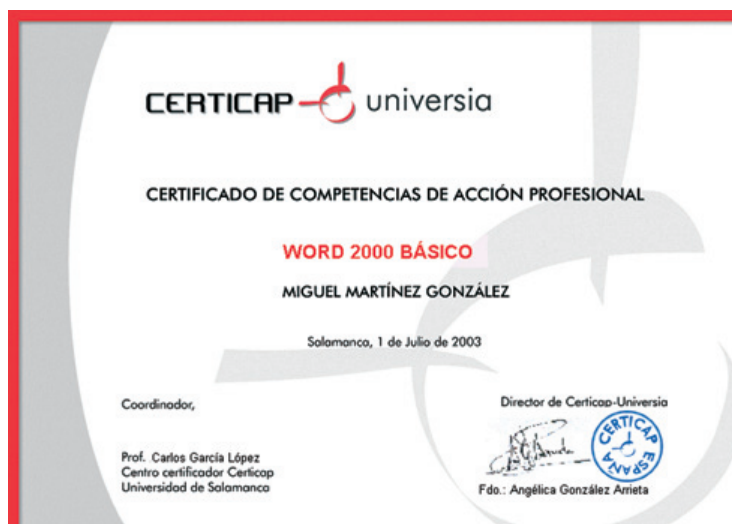 CERTICAP universia
CERTIFICADO DE COMPETENCIAS DE ACCIÓN PROFESIONAL
WORD 2000 BÁSICO
MIGUEL MARTÍNEZ GONZÁLEZ
Salamanca, 1 de Julio de 2003
Coordinador,
Prof. Carlos García López
Centro certificador Certicap
Universidad de Salamanca
Director de Certicap-Universia
CERTICAP ESPAÑA
Fdo.: Angélica González Arrieta